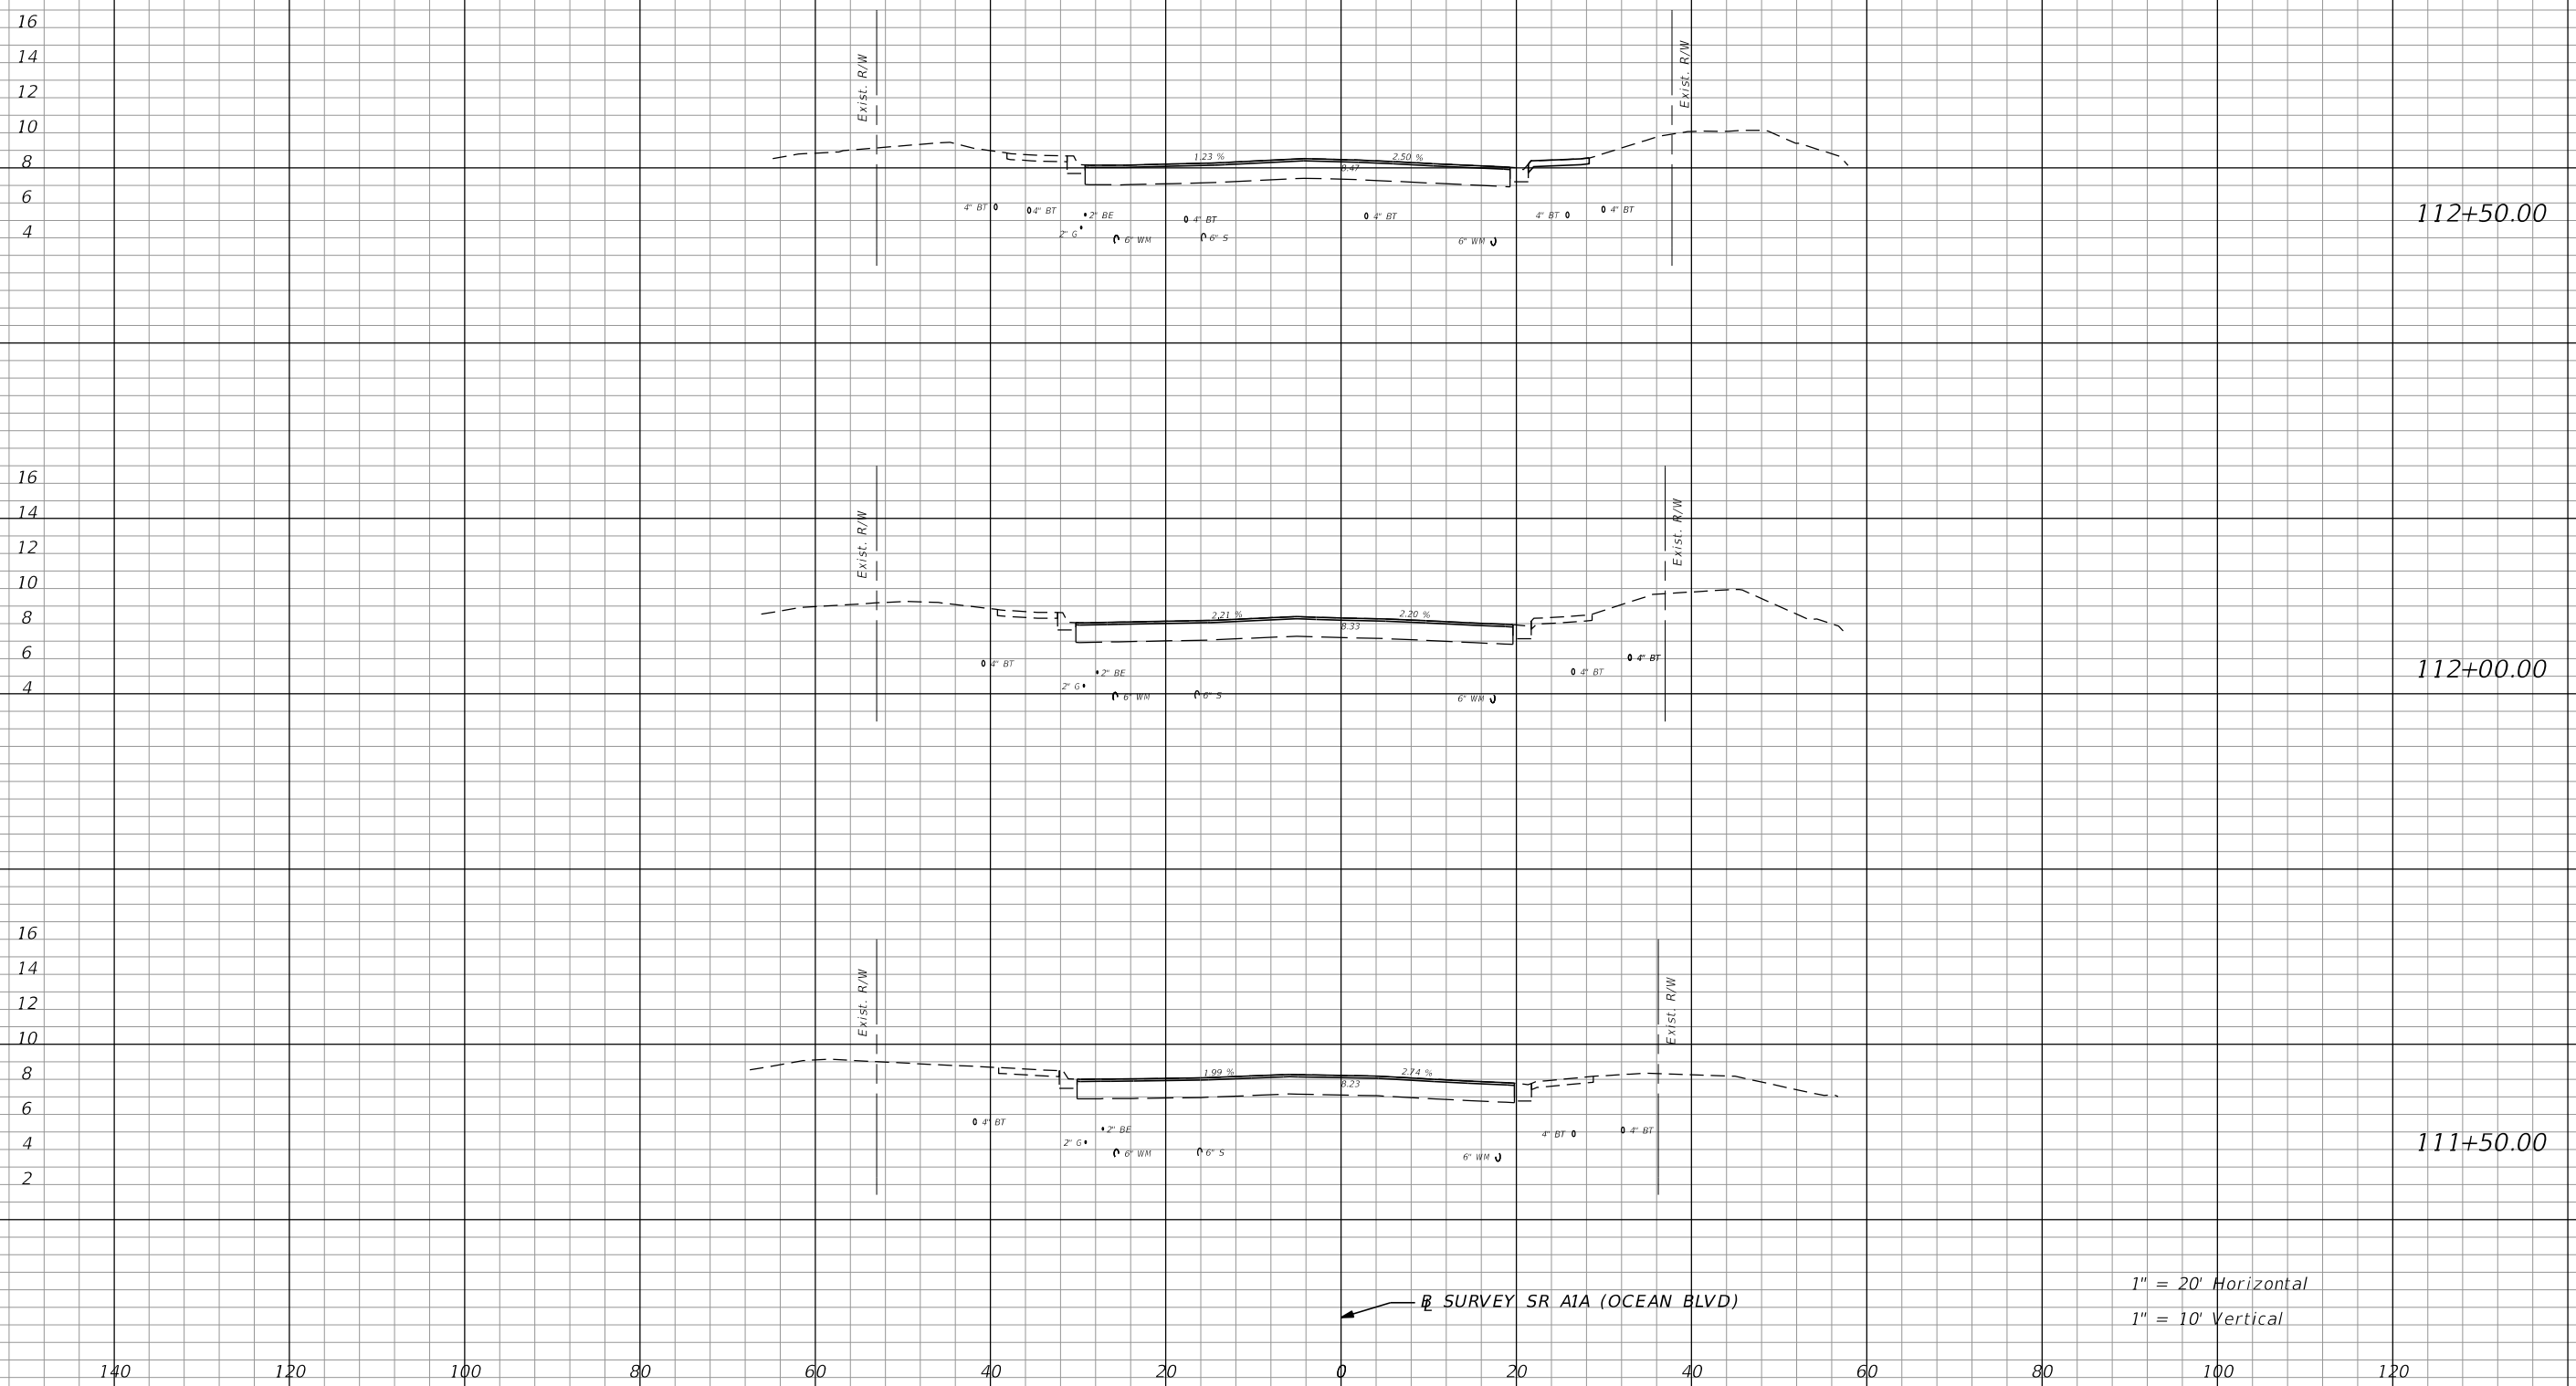 16
14
12
10
8
6
4
Exist. R/W
Exist. R/W
1.23 %
2.50 %
8.47
4" BT
4" BT
2" BE
2" G
6" WM
4" BT
6" S
4" BT
6" WM
4" BT
4" BT
112+50.00
16
14
12
10
8
6
4
Exist. R/W
Exist. R/W
2.21 %
2.20 %
8.33
4" BT
2" BE
2" G
6" WM
6" S
6" WM
4" BT
4" BT
112+00.00
16
14
12
10
8
6
4
2
Exist. R/W
Exist. R/W
1.99 %
2.74 %
8.23
4" BT
2" BE
2" G
6" WM
6" S
6" WM
4" BT
4" BT
111+50.00
BL SURVEY SR A1A (OCEAN BLVD)
1" = 20' Horizontal
1" = 10' Vertical
140 120 100 80 60 40 20 0 20 40 60 80 100 120